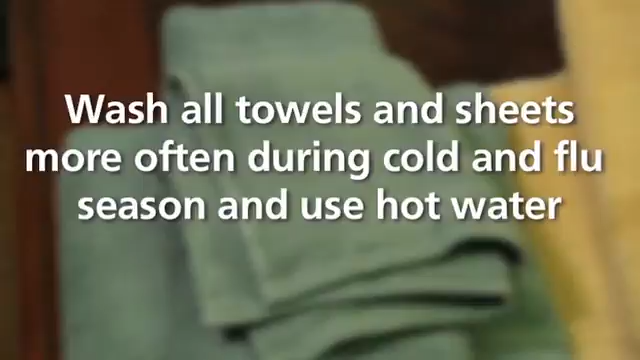 Wash all towels and sheets
more often during cold and flu
season and use hot water